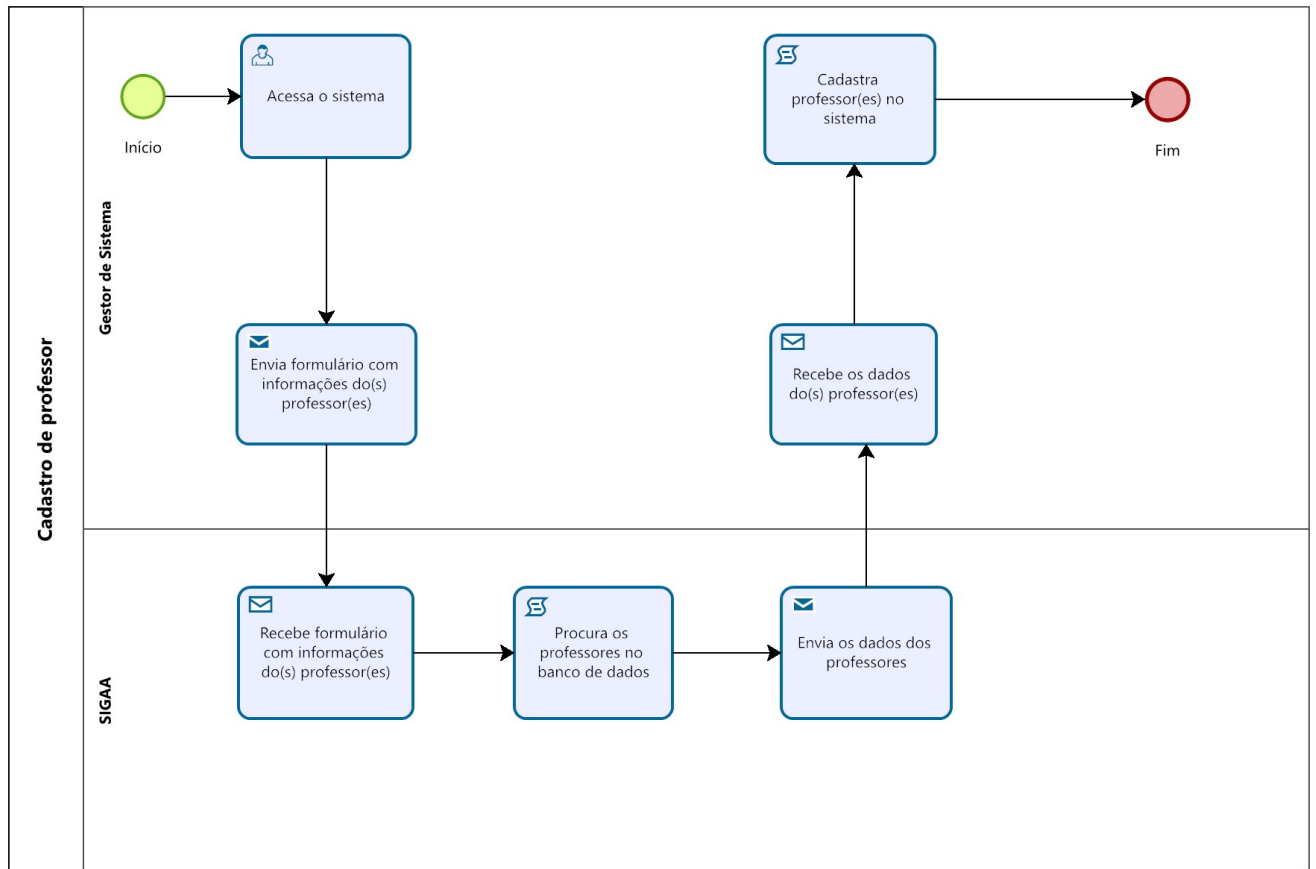 Cadastro de professor
Gestor de Sistema
Início
Acessa o sistema
Envia formulário com
informações do(s)
professor(es)
Cadastra
professor(es) no
sistema
Fim
Recebe os dados
do(s) professor(es)
SIGAA
Recebe formulário
com informações
do(s) professor(es)
Procura os
professores no
banco de dados
Envia os dados dos
professores